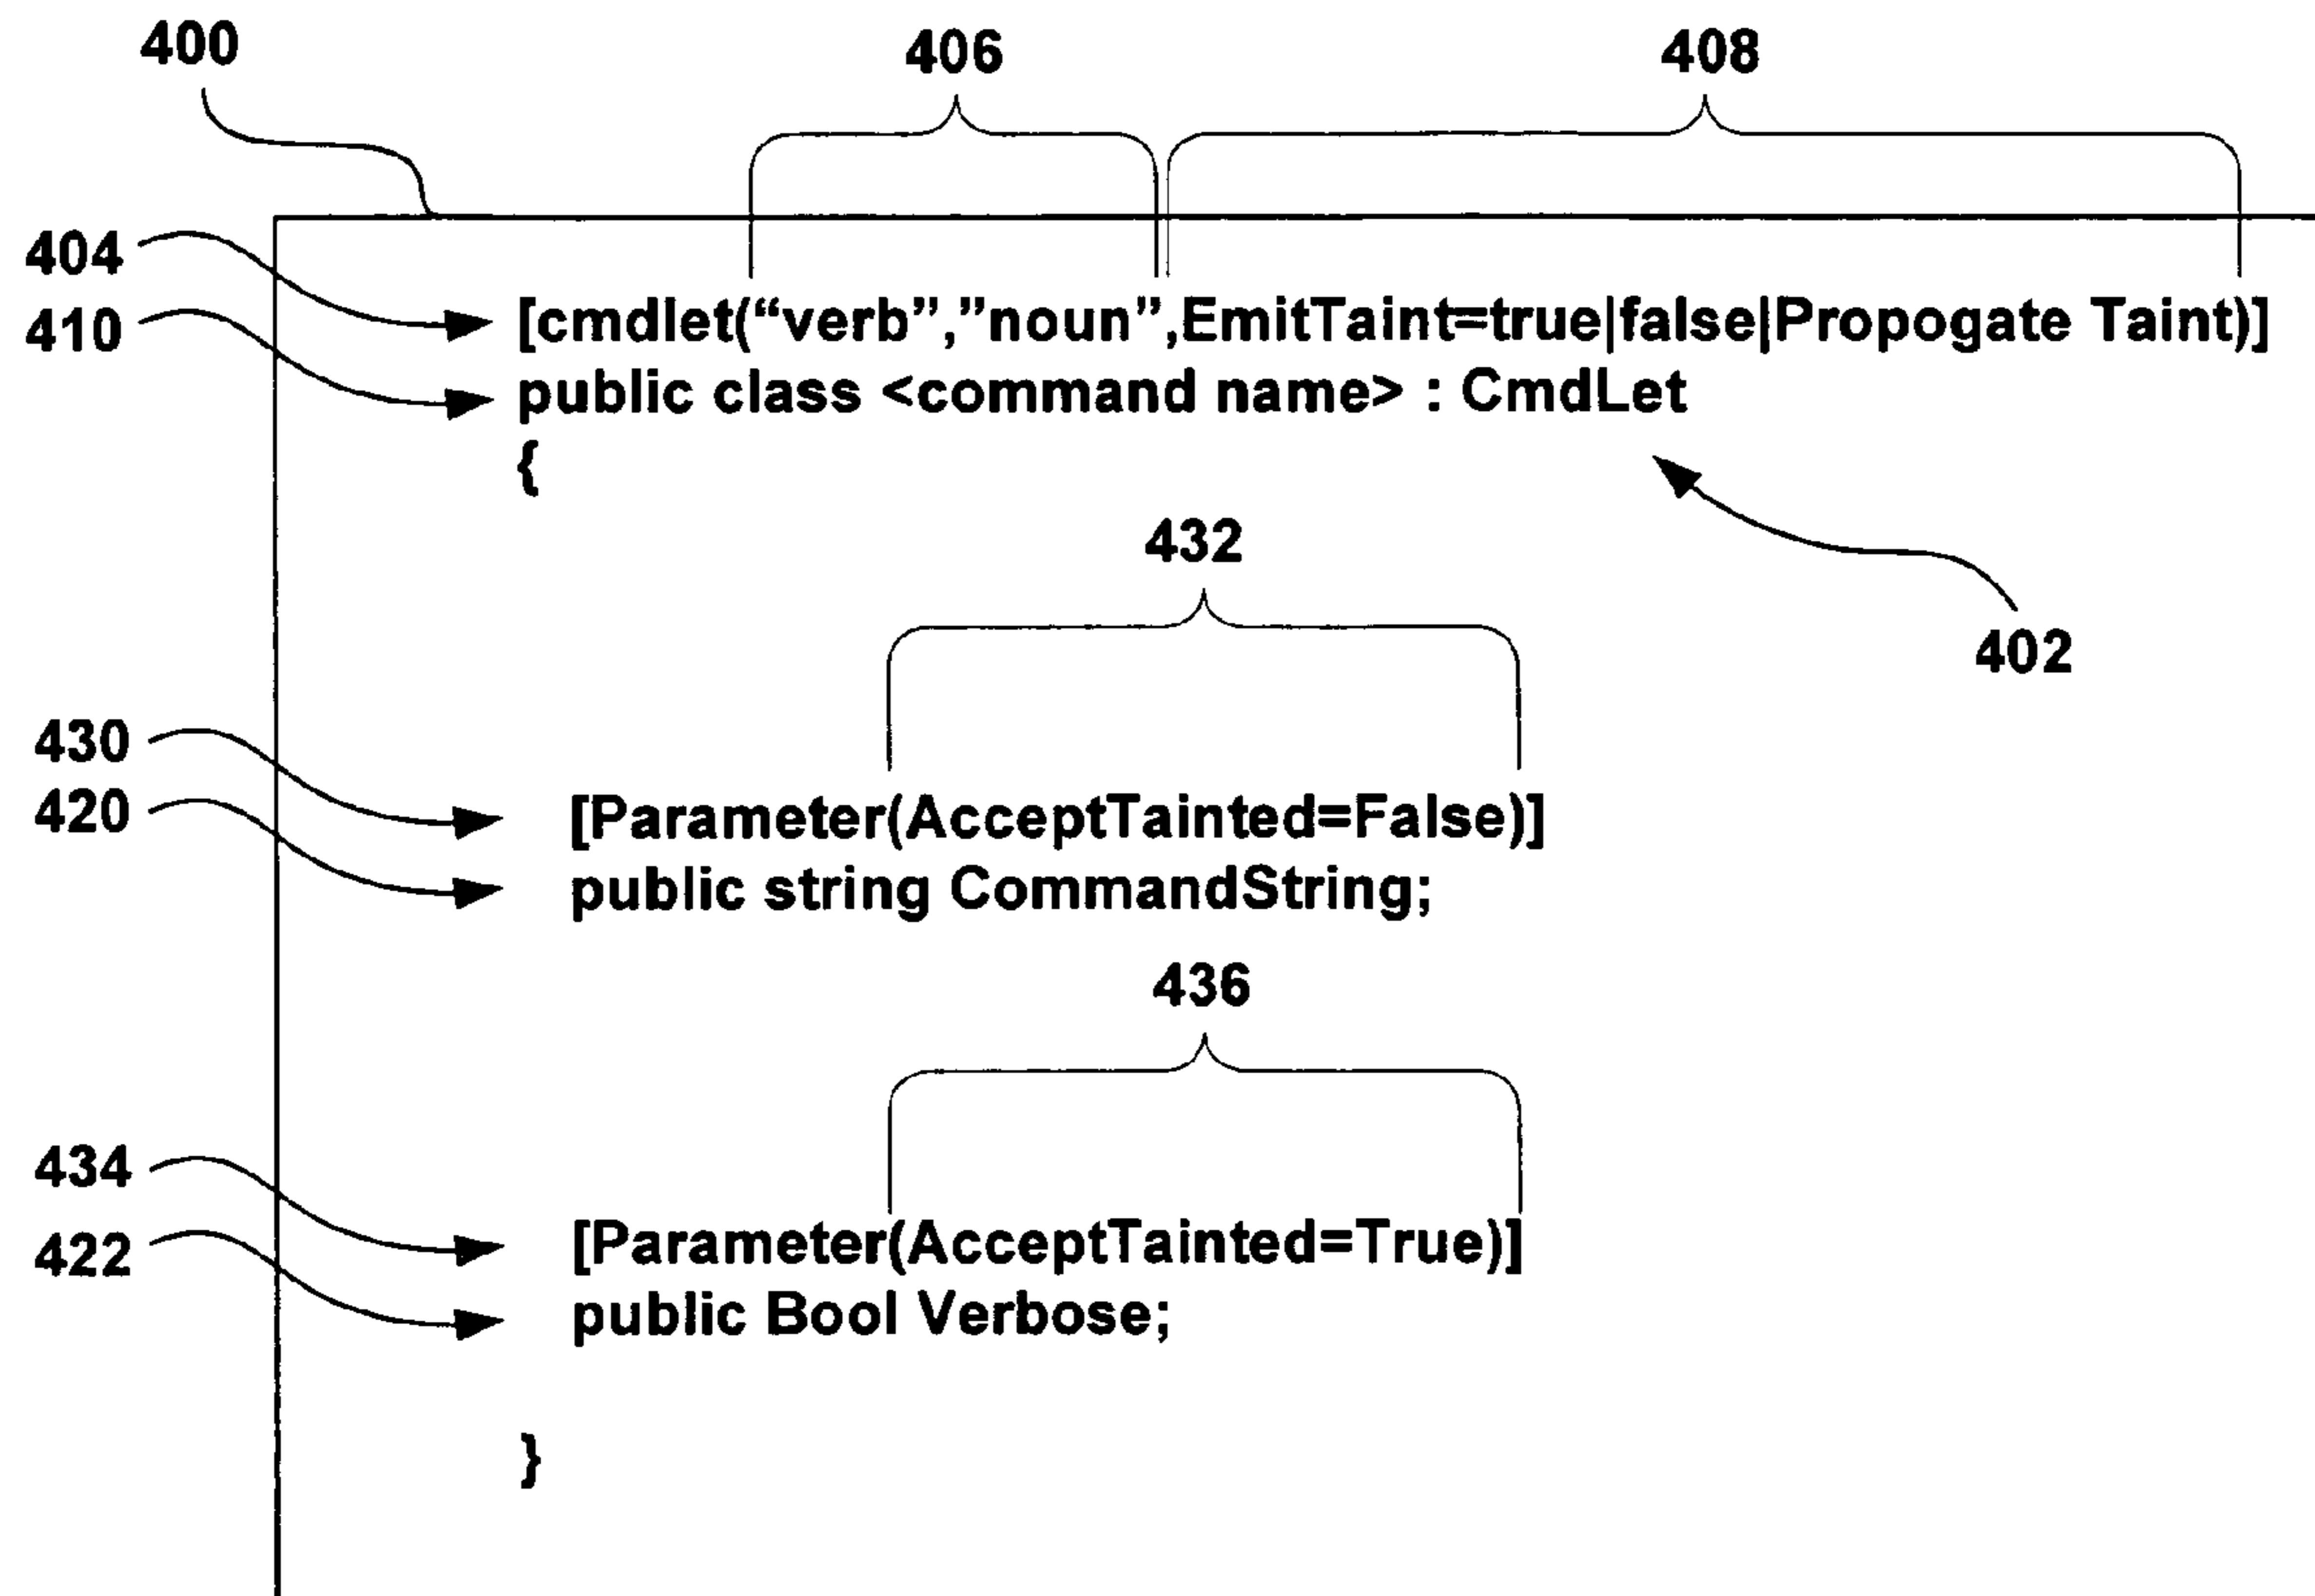 400 406 408
404
[cmdlet(“verb”,”noun”,EmitTaint=true|false|Propogate Taint)]
410
public class <command name> : CmdLet
{
432
402
430
[Parameter(AcceptTainted=False)]
420
public string CommandString;
436
434
[Parameter(AcceptTainted=True)]
422
public Bool Verbose;
}